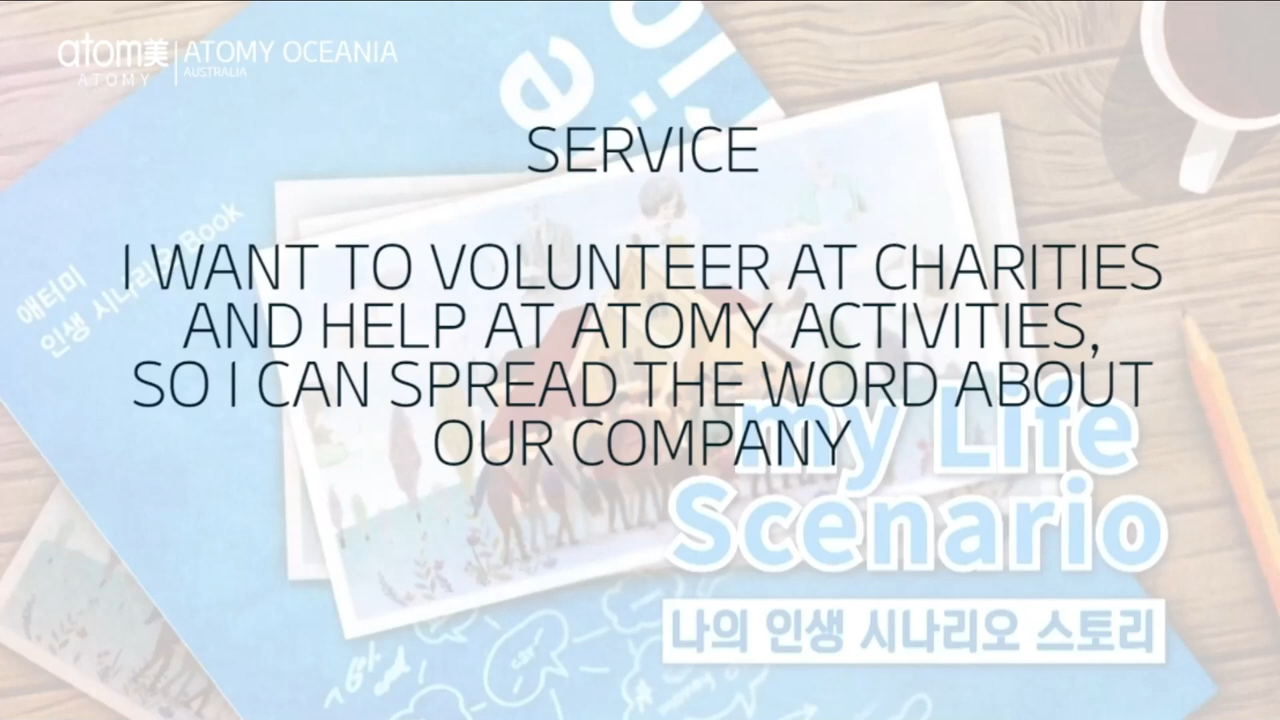 atom美
ATOMY
ATOMY OCEANIA
AUSTRALIA
SERVICE
I WANT TO VOLUNTEER AT CHARITIES
AND HELP AT ATOMY ACTIVITIES,
SO I CAN SPREAD THE WORD ABOUT
OUR COMPANY
애터미
인생 시나리오 Book
my Life
Scenario
나의 인생 시나리오 스토리